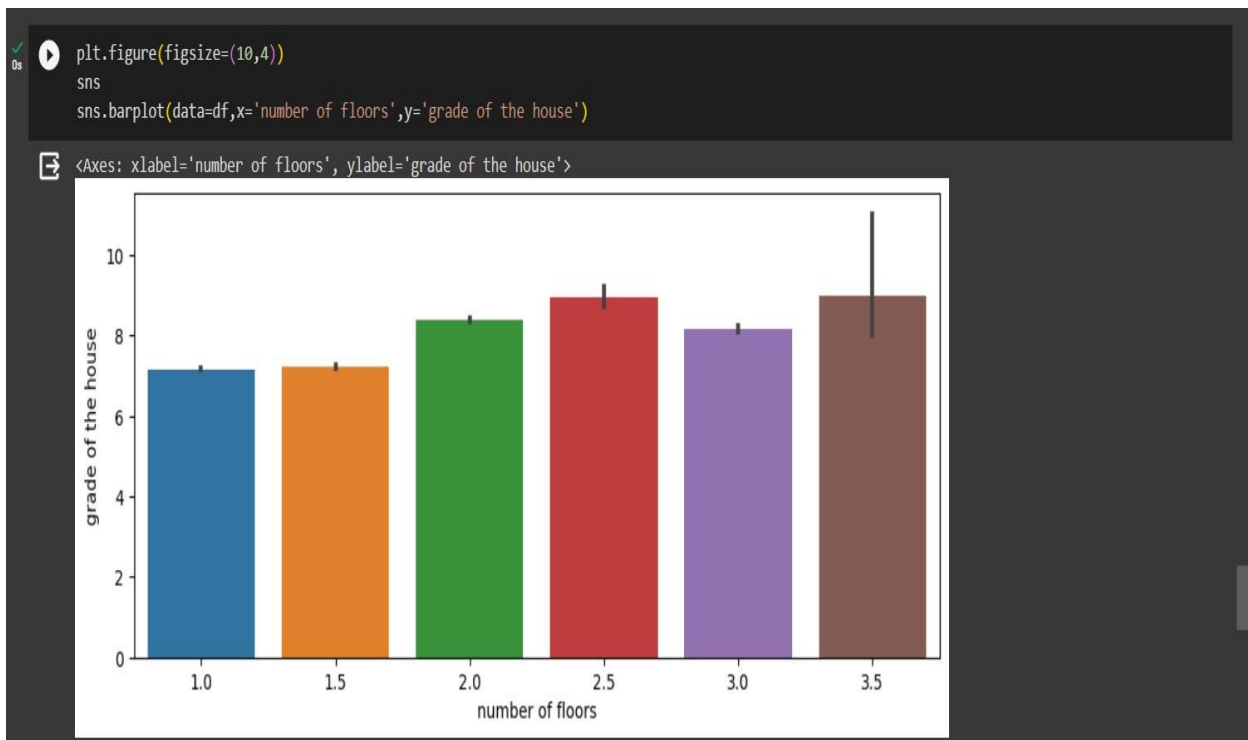 plt.figure(figsize=(10,4))
0s
sns
sns.barplot(data=df,x='number of floors',y='grade of the house')
<Axes: xlabel='number of floors', ylabel='grade of the house'>
10
8
6
4
2
0
grade of the house
1.0 1.5 2.0 2.5 3.0 3.5
number of floors